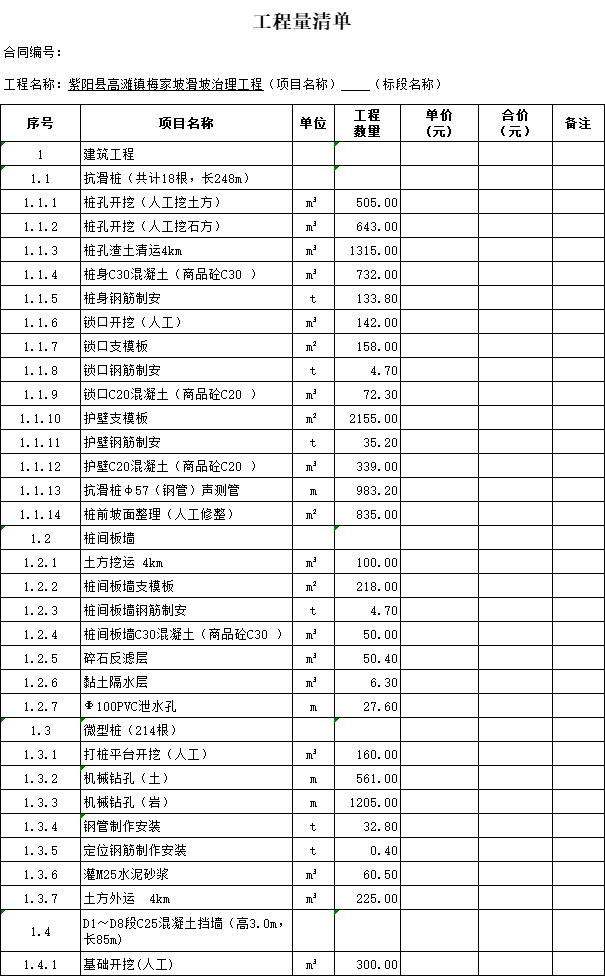 工程量清单
合同编号：
工程名称：紫阳县高滩镇梅家坡滑坡治理工程（项目名称）____（标段名称）
序号 项目名称 单位 工程数量 单价（元） 合价（元） 备注
1 建筑工程
1.1 抗滑桩（共计18根，长248m）
1.1.1 桩孔开挖（人工挖土方） m³ 505.00
1.1.2 桩孔开挖（人工挖石方） m³ 643.00
1.1.3 桩孔渣土清运4km m³ 1315.00
1.1.4 桩身C30混凝土（商品砼C30 ） m³ 732.00
1.1.5 桩身钢筋制安 t 133.80
1.1.6 锁口开挖（人工） m³ 142.00
1.1.7 锁口支模板 m² 158.00
1.1.8 锁口钢筋制安 t 4.70
1.1.9 锁口C20混凝土（商品砼C20 ） m³ 72.30
1.1.10 护壁支模板 m² 2155.00
1.1.11 护壁钢筋制安 t 35.20
1.1.12 护壁C20混凝土（商品砼C20 ） m³ 339.00
1.1.13 抗滑桩φ57（钢管）声测管 m 983.20
1.1.14 桩前坡面整理（人工修整） m² 835.00
1.2 桩间板墙
1.2.1 土方挖运 4km m³ 100.00
1.2.2 桩间板墙支模板 m² 218.00
1.2.3 桩间板墙钢筋制安 t 4.70
1.2.4 桩间板墙C30混凝土（商品砼C30 ） m³ 50.00
1.2.5 碎石反滤层 m³ 50.40
1.2.6 黏土隔水层 m³ 6.30
1.2.7 Φ100PVC泄水孔 m 27.60
1.3 微型桩（214根）
1.3.1 打桩平台开挖（人工） m³ 160.00
1.3.2 机械钻孔（土） m 561.00
1.3.3 机械钻孔（岩） m 1205.00
1.3.4 钢管制作安装 t 32.80
1.3.5 定位钢筋制作安装 t 0.40
1.3.6 灌M25水泥砂浆 m³ 60.50
1.3.7 土方外运 4km m³ 225.00
1.4 D1～D8段C25混凝土挡墙（高3.0m，
长85m)
1.4.1 基础开挖(人工) m³ 300.00